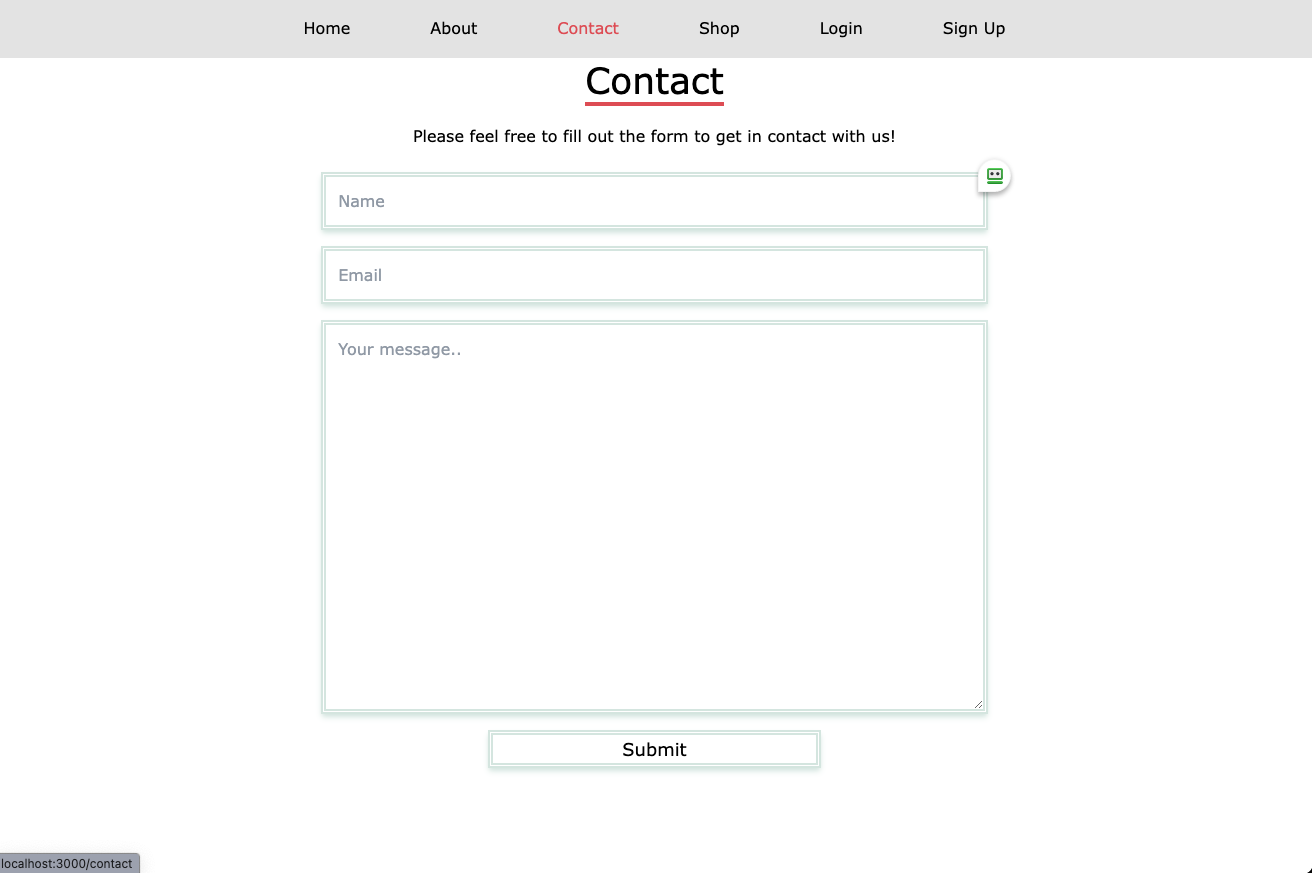 Home About Contact Shop Login Sign Up
Contact
Please feel free to fill out the form to get in contact with us!
Name
Email
Your message..
Submit
localhost:3000/contact